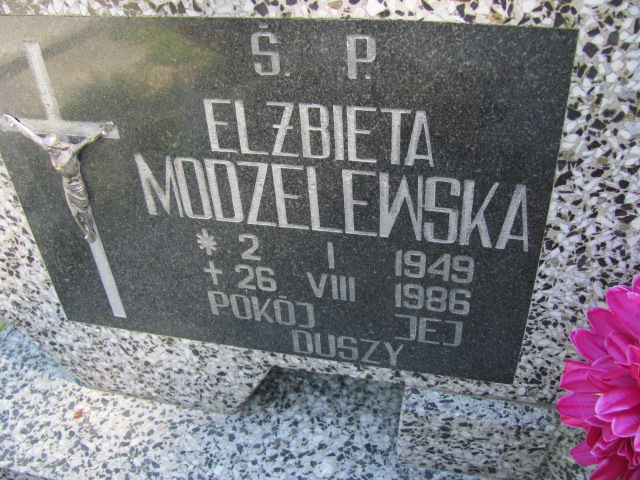 Ś. P.
ELŻBIETA
MODZELEWSKA
* 2 I 1949
+ 26 VIII 1986
POKÓJ JEJ
DUSZY